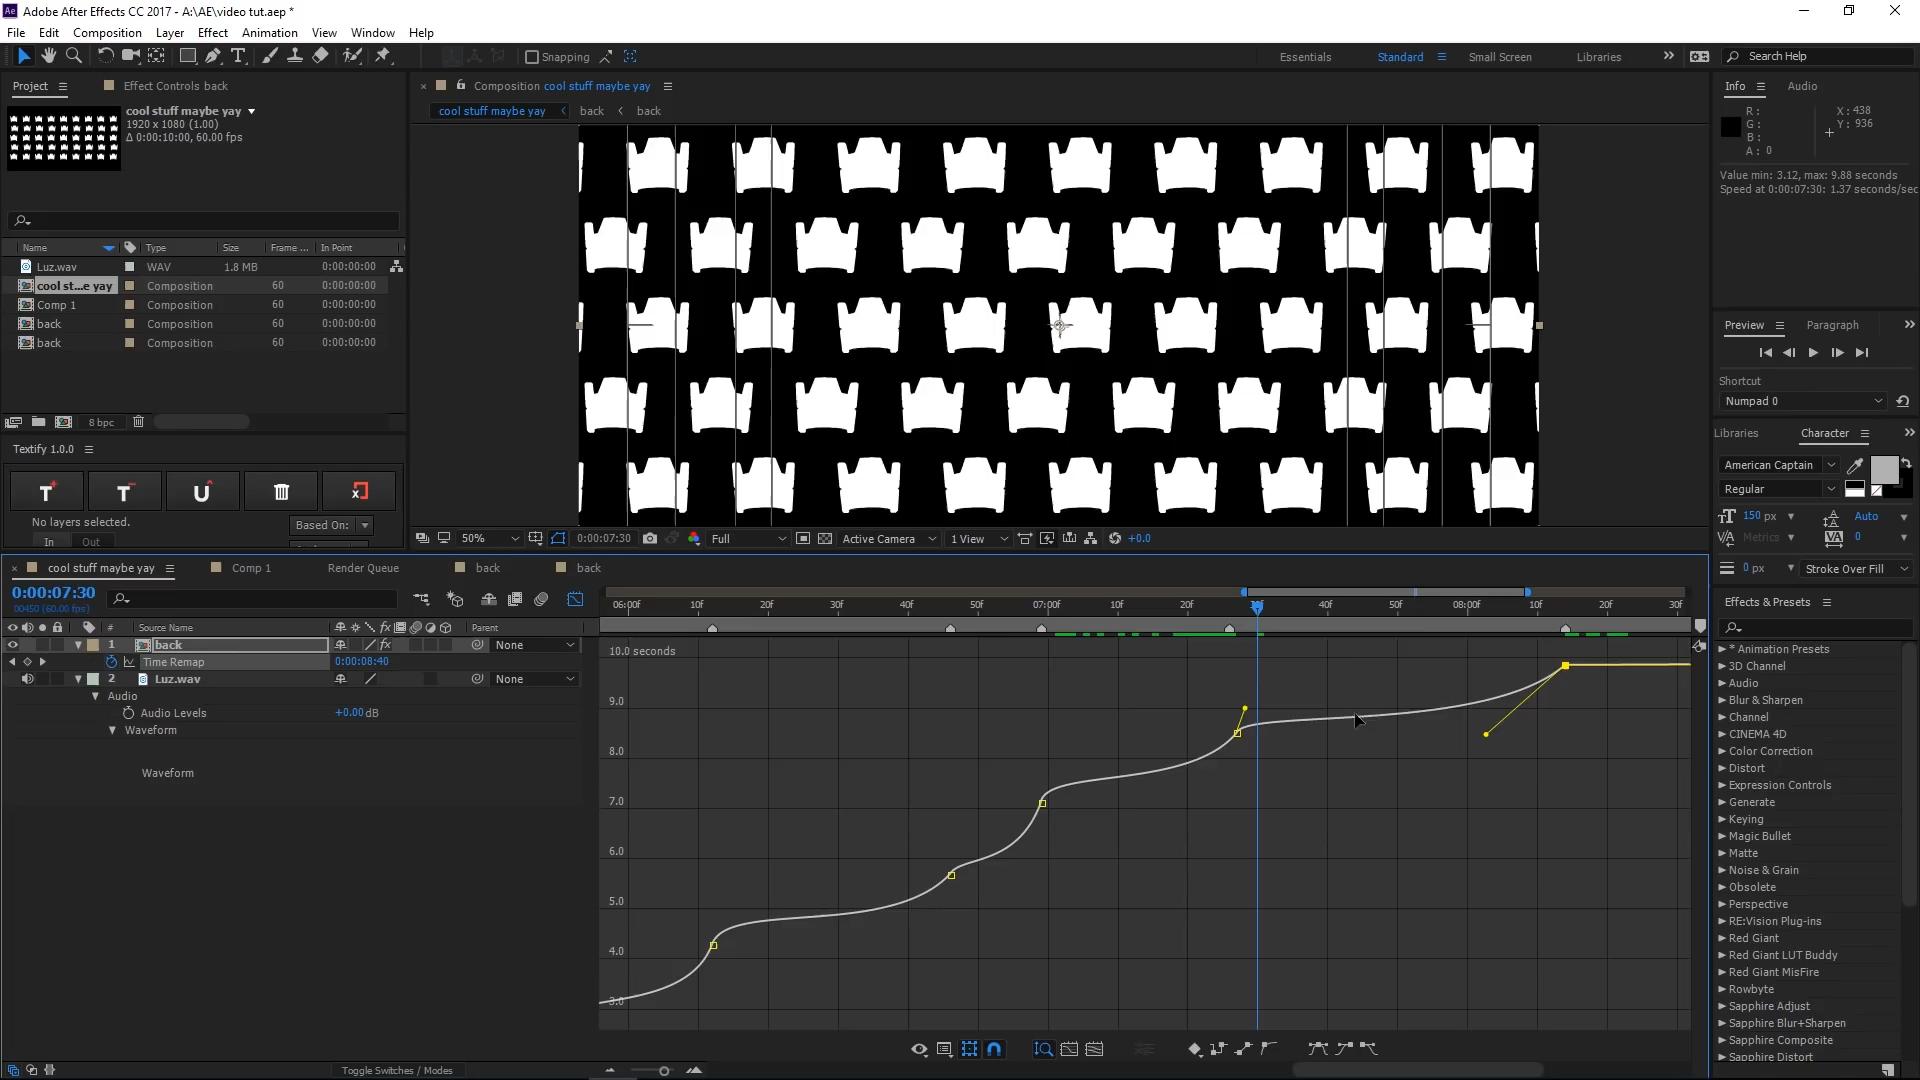 Adobe After Effects CC 2017 - A:\AE\video tut.aep *
File Edit Composition Layer Effect Animation View Window Help
Snapping
Essentials Standard Small Screen Libraries
Search Help
Project Effect Controls back
cool stuff maybe yay
1920 x 1080 (1.00)
Δ 0:00:10:00, 60.00 fps
Name Type Size Frame ... In Point
Luz.wav WAV 1.8 MB 0:00:00:00
cool st...e yay Composition 60 0:00:00:00
Comp 1 Composition 60 0:00:00:00
back Composition 60 0:00:00:00
back Composition 60 0:00:00:00
8 bpc
Textify 1.0.0
No layers selected.
Based On:
In Out
Composition cool stuff maybe yay
cool stuff maybe yay back back
50% 0:00:07:30 Full Active Camera 1 View +0.0
Info Audio
R:
G:
B:
A: 0
X: 438
Y: 936
Value min: 3.12, max: 9.88 seconds
Speed at 0:00:07:30: 1.37 seconds/sec
Preview Paragraph
Shortcut
Numpad 0
Libraries Character
American Captain
Regular
150 px Auto
Metrics 0
0 px Stroke Over Fill
Effects & Presets
* Animation Presets
3D Channel
Audio
Blur & Sharpen
Channel
CINEMA 4D
Color Correction
Distort
Expression Controls
Generate
Keying
Magic Bullet
Matte
Noise & Grain
Obsolete
Perspective
RE:Vision Plug-ins
Red Giant
Red Giant LUT Buddy
Red Giant MisFire
Rowbyte
Sapphire Adjust
Sapphire Blur+Sharpen
Sapphire Composite
Sapphire Distort
cool stuff maybe yay Comp 1 Render Queue back back
0:00:07:30
00450 (60.00 fps)
# Source Name Parent
1 back None
Time Remap 0:00:08:40
2 Luz.wav None
Audio
Audio Levels +0.00 dB
Waveform
Waveform
06:00f 10f 20f 30f 40f 50f 07:00f 10f 20f 40f 50f 08:00f 10f 20f 30f
10.0 seconds
9.0
8.0
7.0
6.0
5.0
4.0
3.0
Toggle Switches / Modes